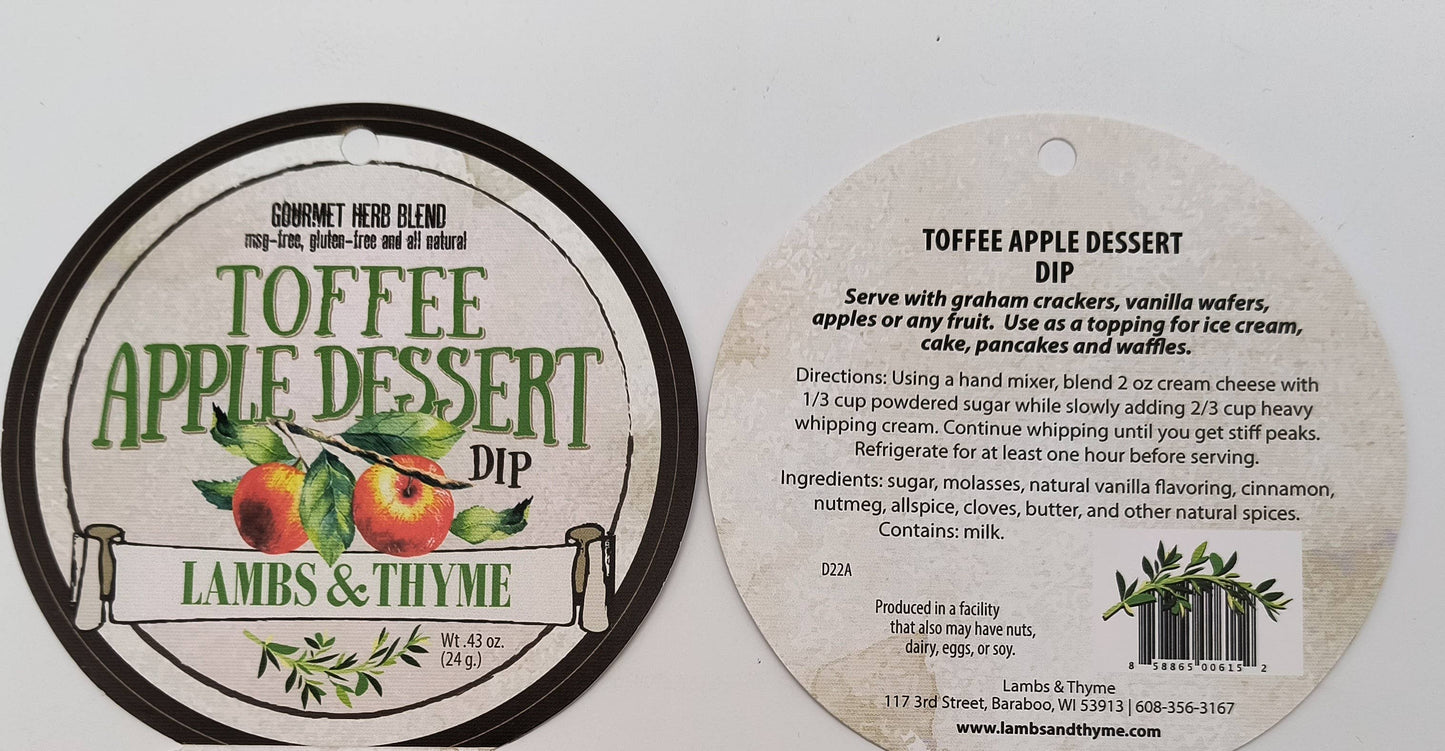 GOURMET HERB BLEND
msg-free, gluten-free and all natural
TOFFEE
APPLE DESSERT
DIP
LAMBS & THYME
Wt .43 oz.
(24 g.)
TOFFEE APPLE DESSERT
DIP
Serve with graham crackers, vanilla wafers,
apples or any fruit. Use as a topping for ice cream,
cake, pancakes and waffles.
Directions: Using a hand mixer, blend 2 oz cream cheese with
1/3 cup powdered sugar while slowly adding 2/3 cup heavy
whipping cream. Continue whipping until you get stiff peaks.
Refrigerate for at least one hour before serving.
Ingredients: sugar, molasses, natural vanilla flavoring, cinnamon,
nutmeg, allspice, cloves, butter, and other natural spices.
Contains: milk.
D22A
Produced in a facility
that also may have nuts,
dairy, eggs, or soy.
8 58865 00615 2
Lambs & Thyme
117 3rd Street, Baraboo, WI 53913 | 608-356-3167
www.lambsandthyme.com